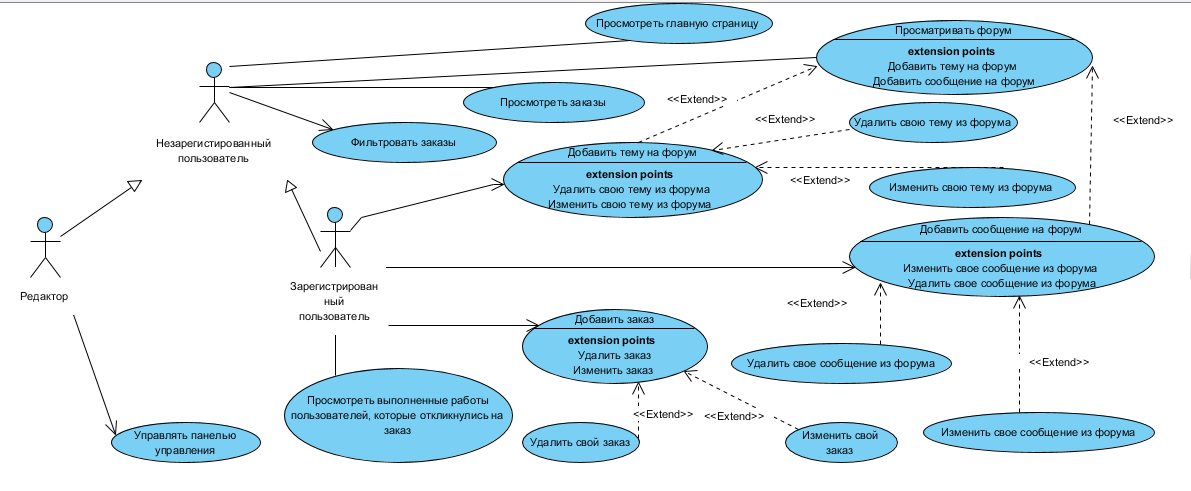 Просмотреть главную страницу
Просматривать форум
extension points
Добавить тему на форум
Добавить сообщение на форум
<<Extend>>
Просмотреть заказы
<<Extend>>
Удалить свою тему из форума
<<Extend>>
Незарегистрированный
пользователь
Фильтровать заказы
Добавить тему на форум
extension points
Удалить свою тему из форума
Изменить свою тему из форума
<<Extend>>
Изменить свою тему из форума
Добавить сообщение на форум
extension points
Изменить свое сообщение из форума
Удалить свое сообщение из форума
Редактор
Зарегистрирован
ный
пользователь
<<Extend>>
Добавить заказ
extension points
Удалить заказ
Изменить заказ
Удалить свое сообщение из форума
<<Extend>>
Просмотреть выполненные работы
пользователей, которые откликнулись на
заказ
<<Extend>>
<<Extend>>
Управлять панелью
управления
Удалить свой заказ
Изменить свой
заказ
Изменить свое сообщение из форума